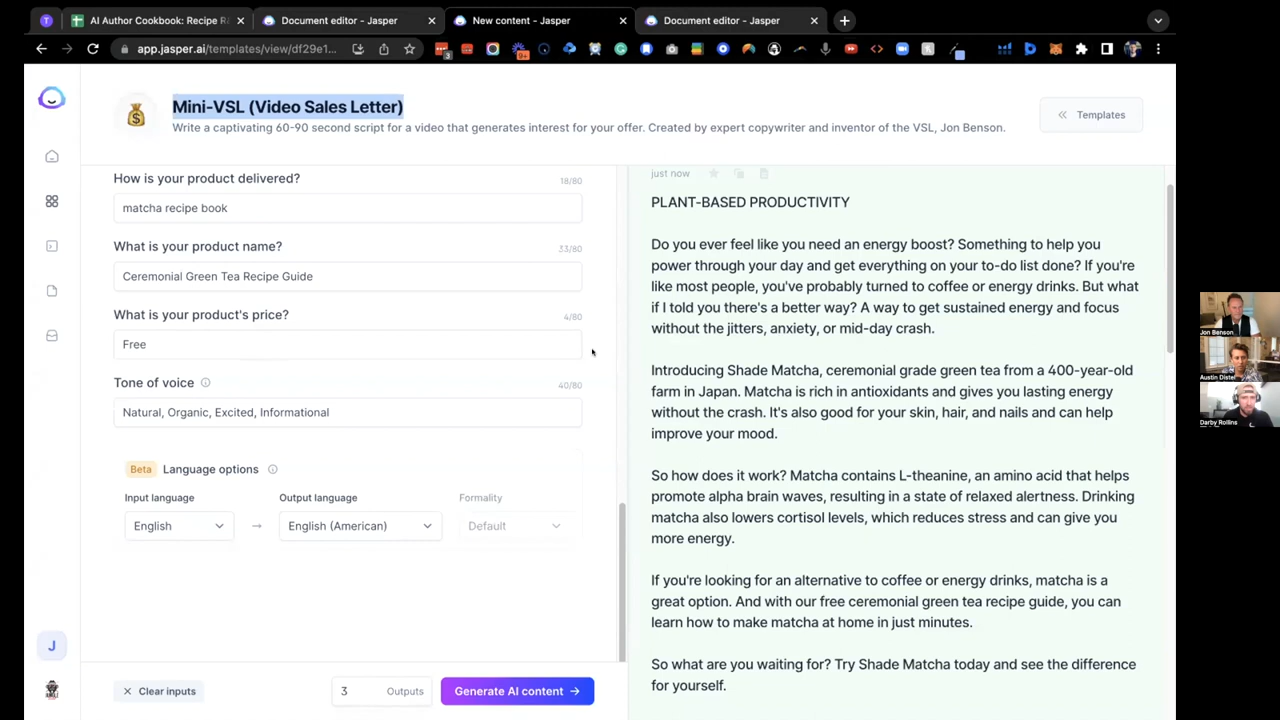 AI Author Cookbook: Recipe R
Document editor - Jasper
New content - Jasper
Document editor - Jasper
app.jasper.ai/templates/view/df29e1...
9+
Mini-VSL (Video Sales Letter)
Write a captivating 60-90 second script for a video that generates interest for your offer. Created by expert copywriter and inventor of the VSL, Jon Benson.
Templates
How is your product delivered?
18/80
matcha recipe book
What is your product name?
33/80
Ceremonial Green Tea Recipe Guide
What is your product's price?
4/80
Free
Tone of voice
40/80
Natural, Organic, Excited, Informational
Beta Language options
Input language
Output language
Formality
English
English (American)
Default
Clear inputs
3 Outputs
Generate AI content
J
just now
PLANT-BASED PRODUCTIVITY
Do you ever feel like you need an energy boost? Something to help you
power through your day and get everything on your to-do list done? If you're
like most people, you've probably turned to coffee or energy drinks. But what
if I told you there's a better way? A way to get sustained energy and focus
without the jitters, anxiety, or mid-day crash.
Introducing Shade Matcha, ceremonial grade green tea from a 400-year-old
farm in Japan. Matcha is rich in antioxidants and gives you lasting energy
without the crash. It's also good for your skin, hair, and nails and can help
improve your mood.
So how does it work? Matcha contains L-theanine, an amino acid that helps
promote alpha brain waves, resulting in a state of relaxed alertness. Drinking
matcha also lowers cortisol levels, which reduces stress and can give you
more energy.
If you're looking for an alternative to coffee or energy drinks, matcha is a
great option. And with our free ceremonial green tea recipe guide, you can
learn how to make matcha at home in just minutes.
So what are you waiting for? Try Shade Matcha today and see the difference
for yourself.
Jon Benson
Austin Distel
Darby Rollins